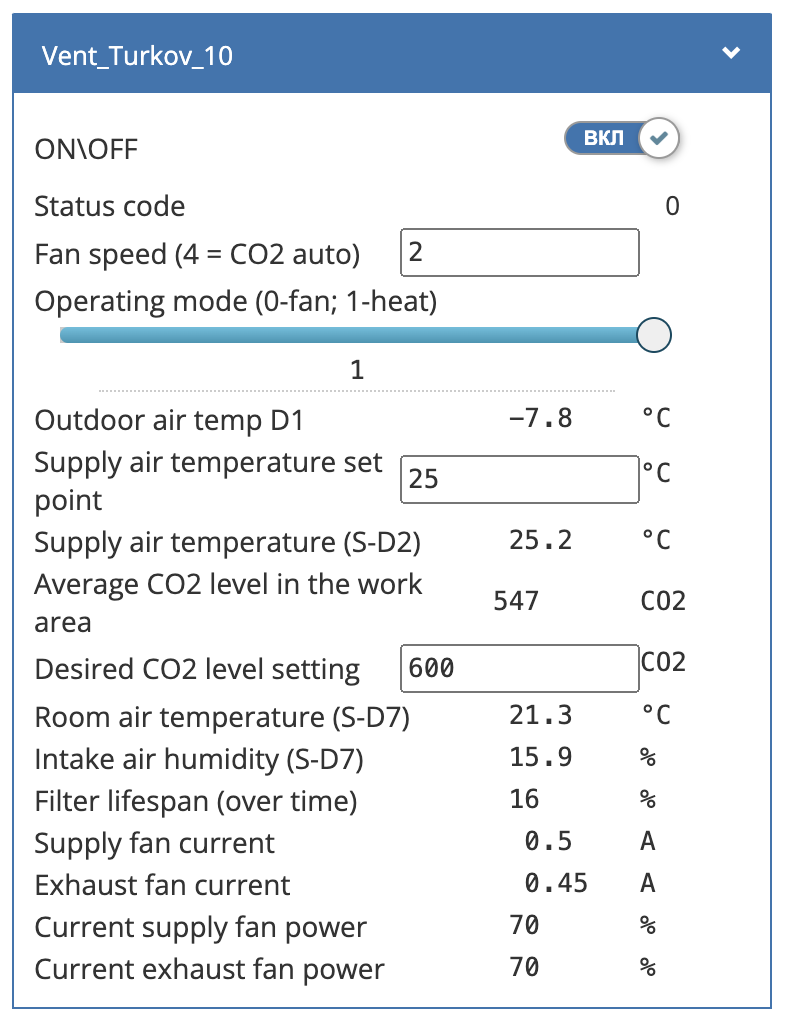 Vent_Turkov_10
ON\OFF ВКЛ
Status code 0
Fan speed (4 = CO2 auto) 2
Operating mode (0-fan; 1-heat)
1
Outdoor air temp D1 −7.8 °C
Supply air temperature set
point 25 °C
Supply air temperature (S-D2) 25.2 °C
Average CO2 level in the work
area 547 CO2
Desired CO2 level setting 600 CO2
Room air temperature (S-D7) 21.3 °C
Intake air humidity (S-D7) 15.9 %
Filter lifespan (over time) 16 %
Supply fan current 0.5 A
Exhaust fan current 0.45 A
Current supply fan power 70 %
Current exhaust fan power 70 %